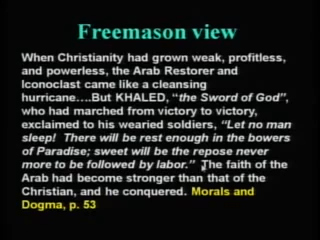 Freemason view
When Christianity had grown weak, profitless,
and powerless, the Arab Restorer and
Iconoclast came like a cleansing
hurricane….But KHALED, “the Sword of God”,
who had marched from victory to victory,
exclaimed to his wearied soldiers, “Let no man
sleep! There will be rest enough in the bowers
of Paradise; sweet will be the repose never
more to be followed by labor.” The faith of the
Arab had become stronger than that of the
Christian, and he conquered. Morals and
Dogma, p. 53